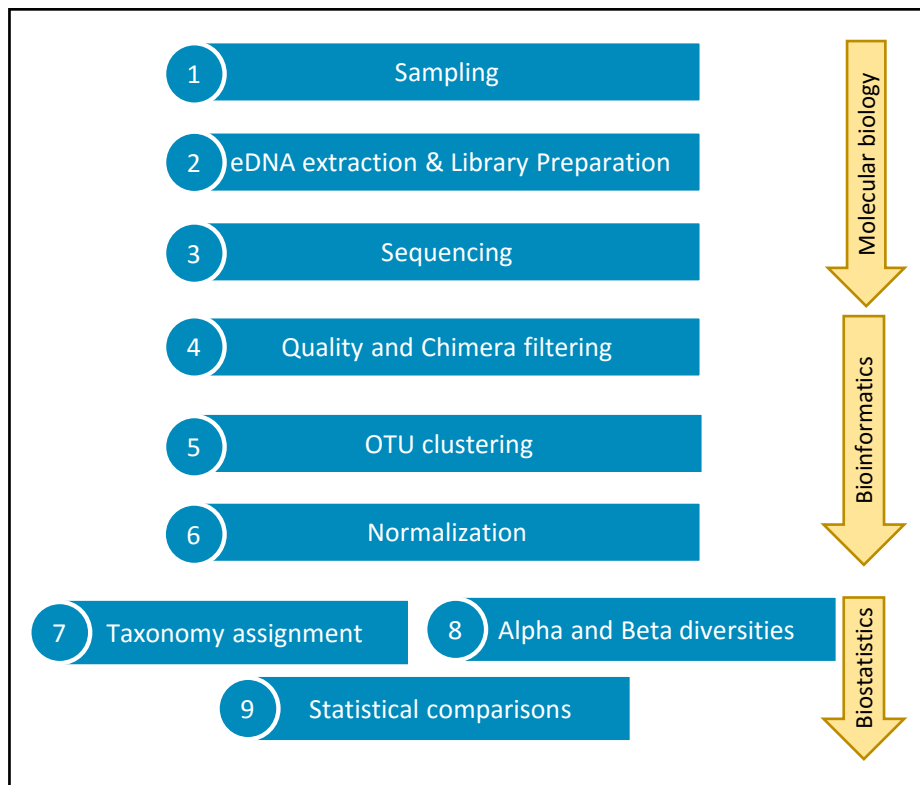 1 Sampling
2 eDNA extraction & Library Preparation
3 Sequencing
Molecular biology
4 Quality and Chimera filtering
5 OTU clustering
6 Normalization
Bioinformatics
7 Taxonomy assignment
8 Alpha and Beta diversities
9 Statistical comparisons
Biostatistics